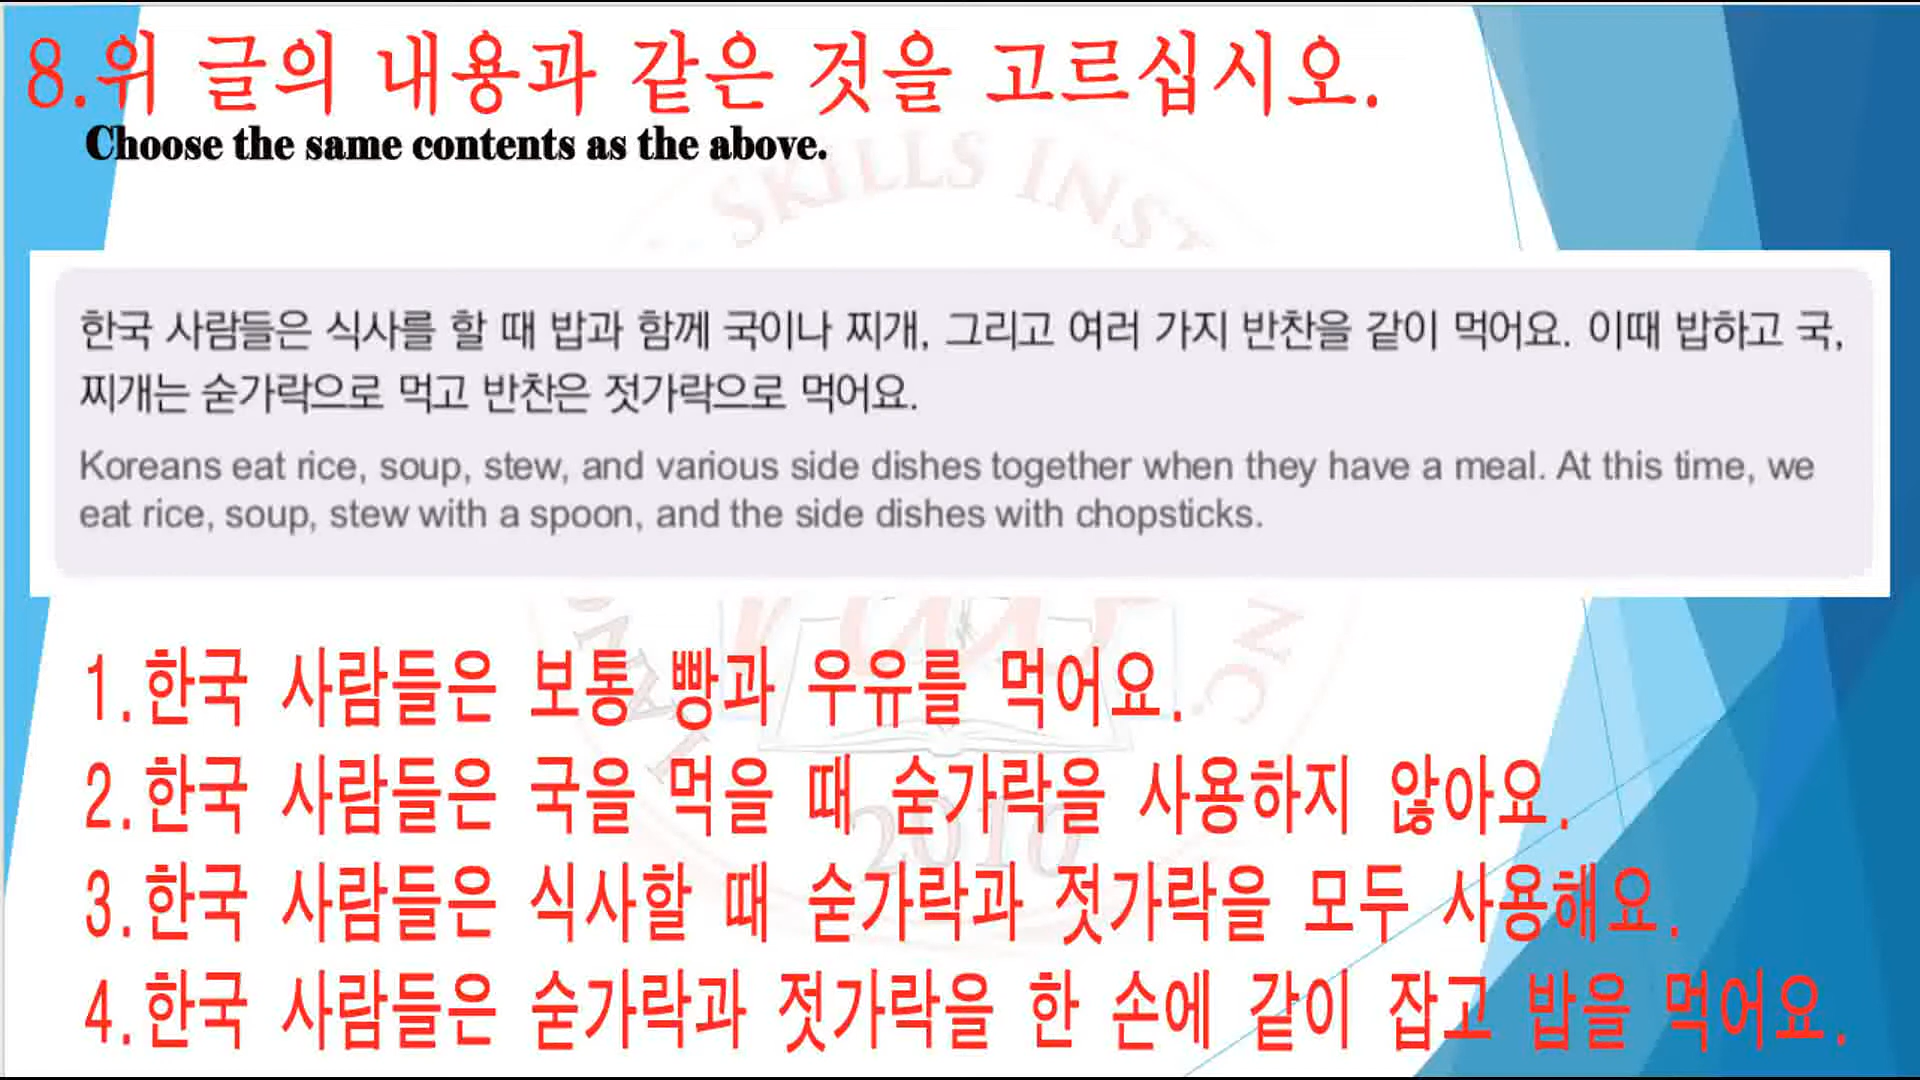 8.위 글의 내용과 같은 것을 고르십시오.
Choose the same contents as the above.
SKILLS INST
한국 사람들은 식사를 할 때 밥과 함께 국이나 찌개, 그리고 여러 가지 반찬을 같이 먹어요. 이때 밥하고 국,
찌개는 숟가락으로 먹고 반찬은 젓가락으로 먹어요.
Koreans eat rice, soup, stew, and various side dishes together when they have a meal. At this time, we
eat rice, soup, stew with a spoon, and the side dishes with chopsticks.
1.한국 사람들은 보통 빵과 우유를 먹어요.
2.한국 사람들은 국을 먹을 때 숟가락을 사용하지 않아요.
2010
3.한국 사람들은 식사할 때 숟가락과 젓가락을 모두 사용해요.
4.한국 사람들은 숟가락과 젓가락을 한 손에 같이 잡고 밥을 먹어요.